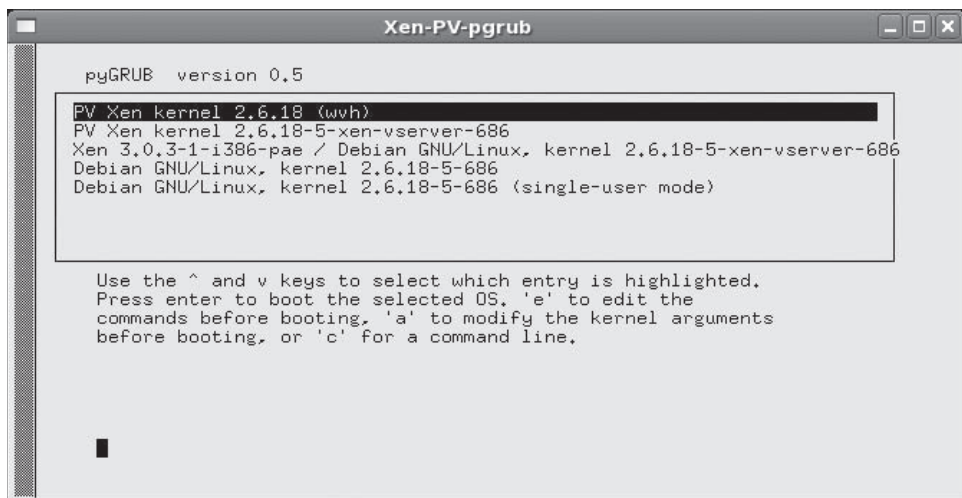 Xen-PV-pgrub
pyGRUB version 0.5
PV Xen kernel 2.6.18 (wvh)
PV Xen kernel 2.6.18-5-xen-vserver-686
Xen 3.0.3-1-i386-pae / Debian GNU/Linux, kernel 2.6.18-5-xen-vserver-686
Debian GNU/Linux, kernel 2.6.18-5-686
Debian GNU/Linux, kernel 2.6.18-5-686 (single-user mode)
Use the ^ and v keys to select which entry is highlighted.
Press enter to boot the selected OS. 'e' to edit the
commands before booting, 'a' to modify the kernel arguments
before booting, or 'c' for a command line.